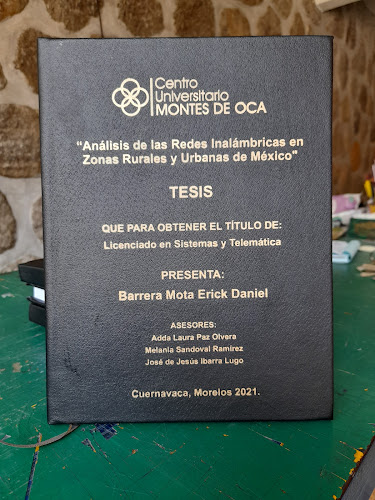 Centro
Universitario
MONTES DE OCA
"Análisis de las Redes Inalámbricas en
Zonas Rurales y Urbanas de México"
TESIS
QUE PARA OBTENER EL TÍTULO DE:
Licenciado en Sistemas y Telemática
PRESENTA:
Barrera Mota Erick Daniel
ASESORES:
Adda Laura Paz Olvera
Melania Sandoval Ramírez
José de Jesús Ibarra Lugo
Cuernavaca, Morelos 2021.